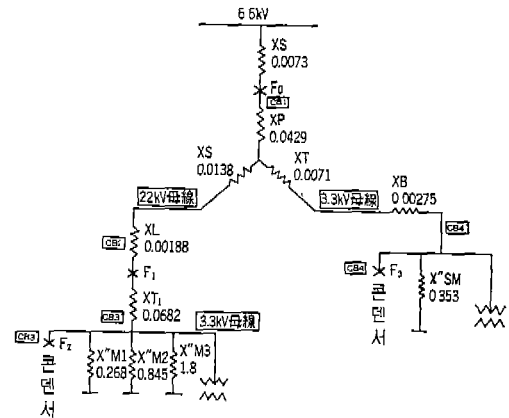 6.6kV
XS
0.0073
F₀
CB1
XP
0.0429
XS
0.0138
XT
0.0071
22kV母線
3.3kV母線
XB
0.00275
XL
0.00188
CB2
F₁
XT₁
0.0682
CB3
3.3kV母線
CB3
F₂
콘덴서
X"M1
0.268
X"M2
0.845
X"M3
1.8
CB4
CB4
F₃
콘덴서
X"SM
0.353